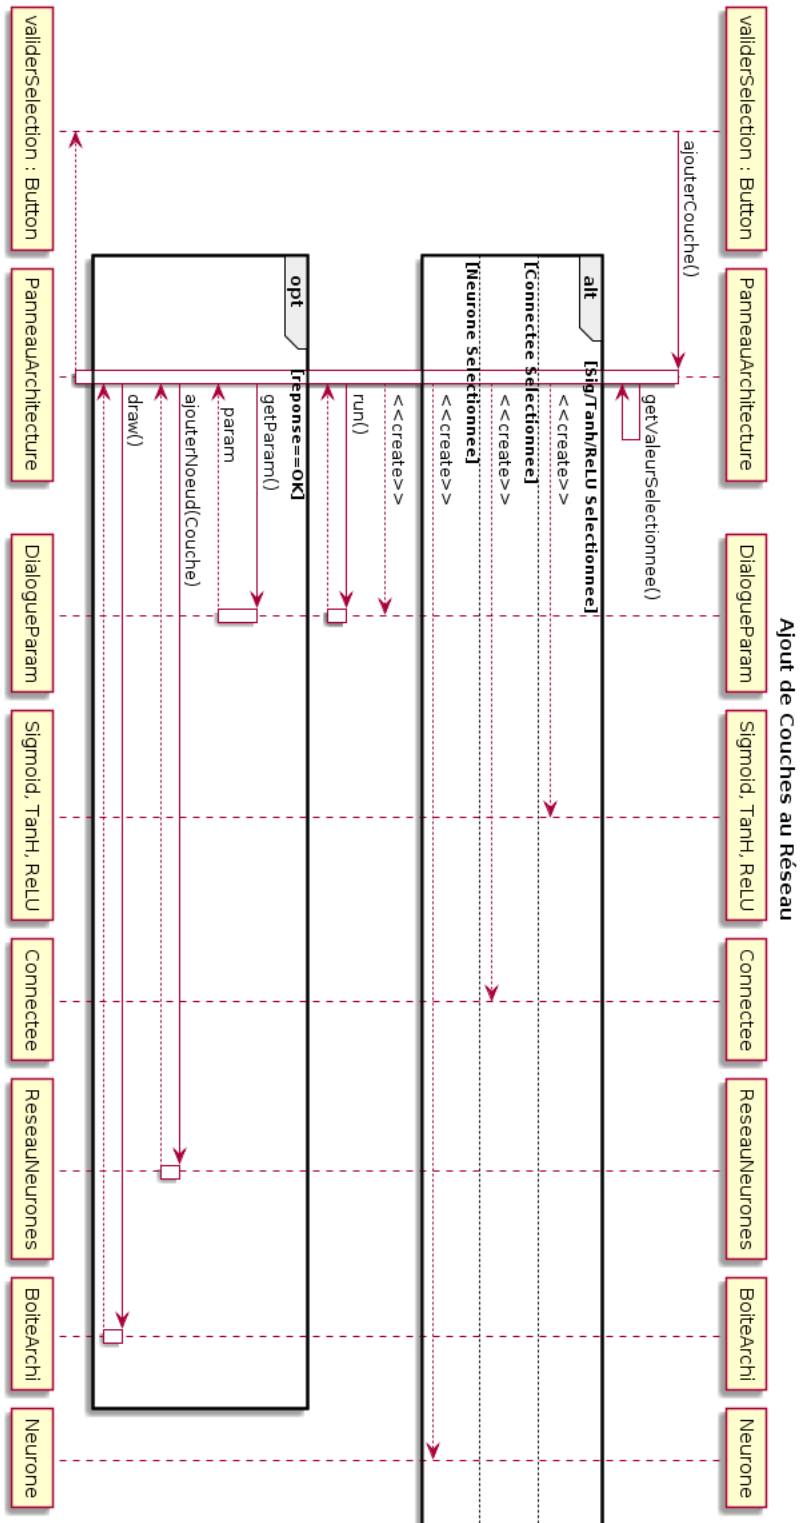 Ajout de Couches au Réseau
validerSelection : Button
PanneauArchitecture
DialogueParam
Sigmoid, TanH, ReLU
Connectee
ReseauNeurones
BoiteArchi
Neurone
ajouterCouche()
getValeurSelectionnee()
alt
[Sig/Tanh/ReLU Selectionnee]
<<create>>
[Connectee Selectionnee]
<<create>>
[Neurone Selectionnee]
<<create>>
<<create>>
run()
opt
[reponse==OK]
getParam()
param
ajouterNoeud(Couche)
draw()
validerSelection : Button
PanneauArchitecture
DialogueParam
Sigmoid, TanH, ReLU
Connectee
ReseauNeurones
BoiteArchi
Neurone